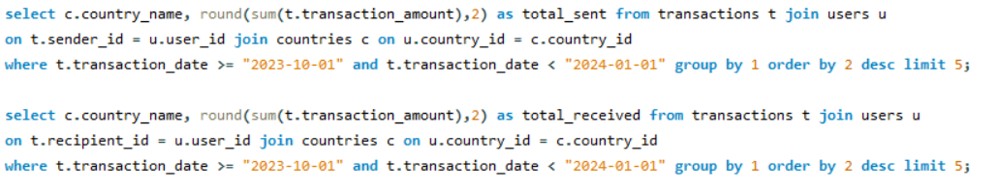 select c.country_name, round(sum(t.transaction_amount),2) as total_sent from transactions t join users u
on t.sender_id = u.user_id join countries c on u.country_id = c.country_id
where t.transaction_date >= "2023-10-01" and t.transaction_date < "2024-01-01" group by 1 order by 2 desc limit 5;
select c.country_name, round(sum(t.transaction_amount),2) as total_received from transactions t join users u
on t.recipient_id = u.user_id join countries c on u.country_id = c.country_id
where t.transaction_date >= "2023-10-01" and t.transaction_date < "2024-01-01" group by 1 order by 2 desc limit 5;